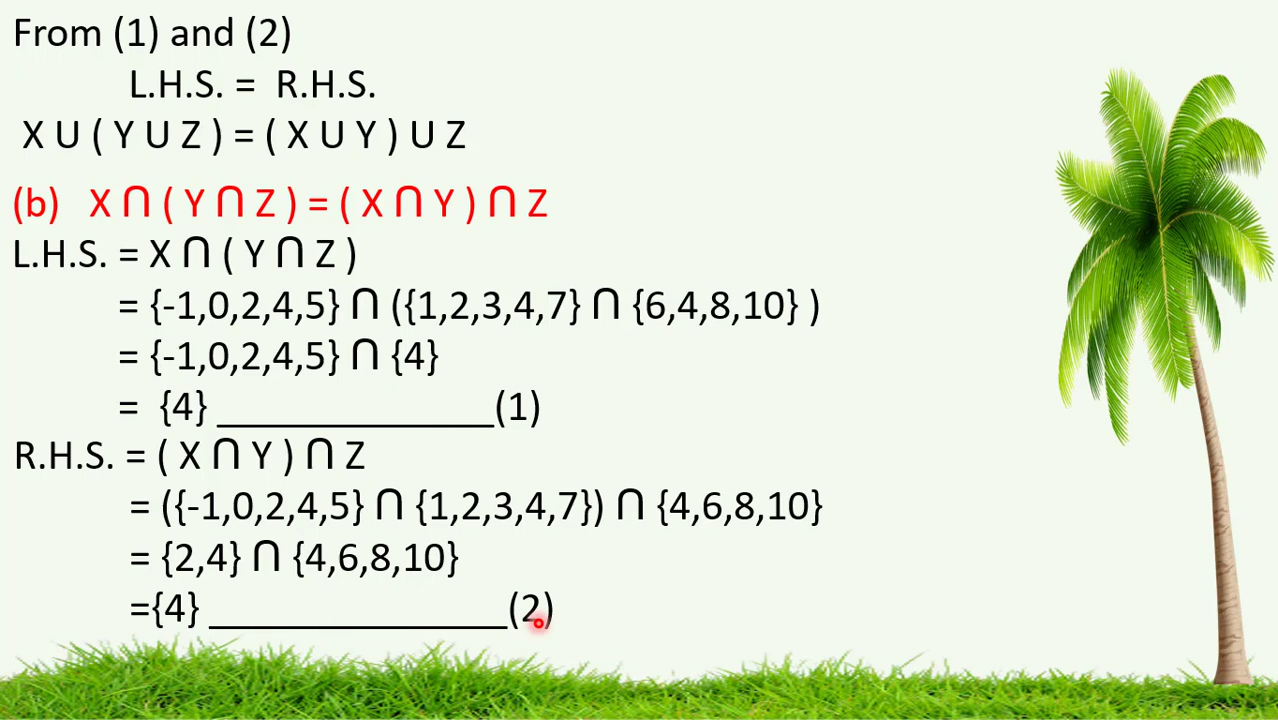 From (1) and (2)
L.H.S. = R.H.S.
X U ( Y U Z ) = ( X U Y ) U Z
(b) X ⋂ ( Y ⋂ Z ) = ( X ⋂ Y ) ⋂ Z
L.H.S. = X ⋂ ( Y ⋂ Z )
= {-1,0,2,4,5} ⋂ ({1,2,3,4,7} ⋂ {6,4,8,10} )
= {-1,0,2,4,5} ⋂ {4}
= {4} _____________(1)
R.H.S. = ( X ⋂ Y ) ⋂ Z
= ({-1,0,2,4,5} ⋂ {1,2,3,4,7}) ⋂ {4,6,8,10}
= {2,4} ⋂ {4,6,8,10}
={4} ______________(2)